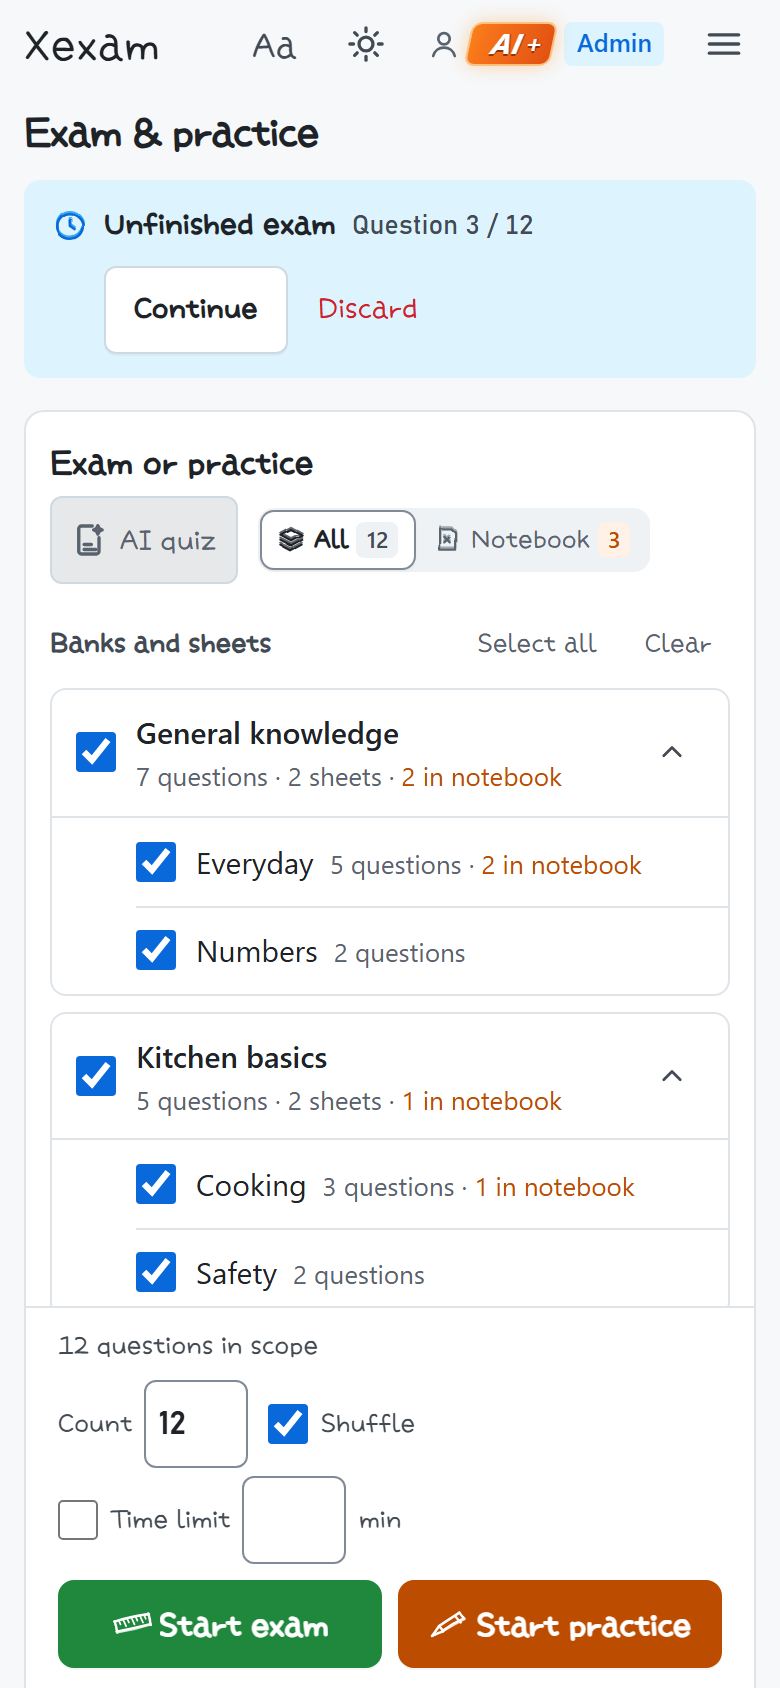 Xexam Aa AI+ Admin
Exam & practice
Unfinished exam Question 3 / 12
Continue Discard
Exam or practice
AI quiz All 12 Notebook 3
Banks and sheets Select all Clear
General knowledge
7 questions · 2 sheets · 2 in notebook
Everyday 5 questions · 2 in notebook
Numbers 2 questions
Kitchen basics
5 questions · 2 sheets · 1 in notebook
Cooking 3 questions · 1 in notebook
Safety 2 questions
12 questions in scope
Count 12 Shuffle
Time limit min
Start exam Start practice